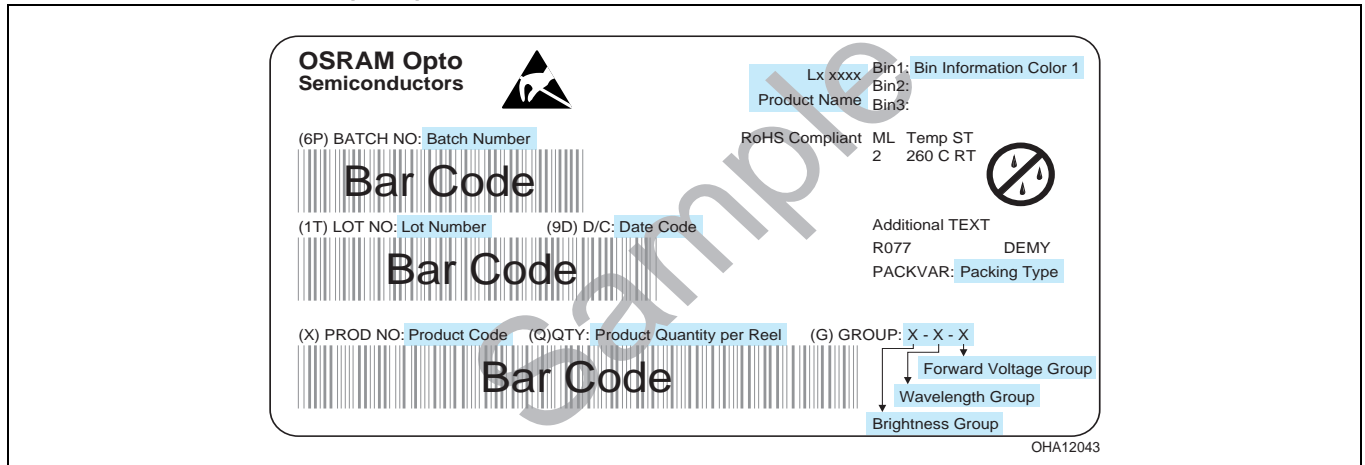 OSRAM Opto
Semiconductors
Lx xxxx
Product Name
Bin1: Bin Information Color 1
Bin2:
Bin3:
(6P) BATCH NO: Batch Number
Bar Code
RoHS Compliant ML Temp ST
2 260 C RT
(1T) LOT NO: Lot Number (9D) D/C: Date Code
Bar Code
Additional TEXT
R077 DEMY
PACKVAR: Packing Type
(X) PROD NO: Product Code (Q)QTY: Product Quantity per Reel (G) GROUP: X - X - X
Bar Code
Forward Voltage Group
Wavelength Group
Brightness Group
Sample
OHA12043